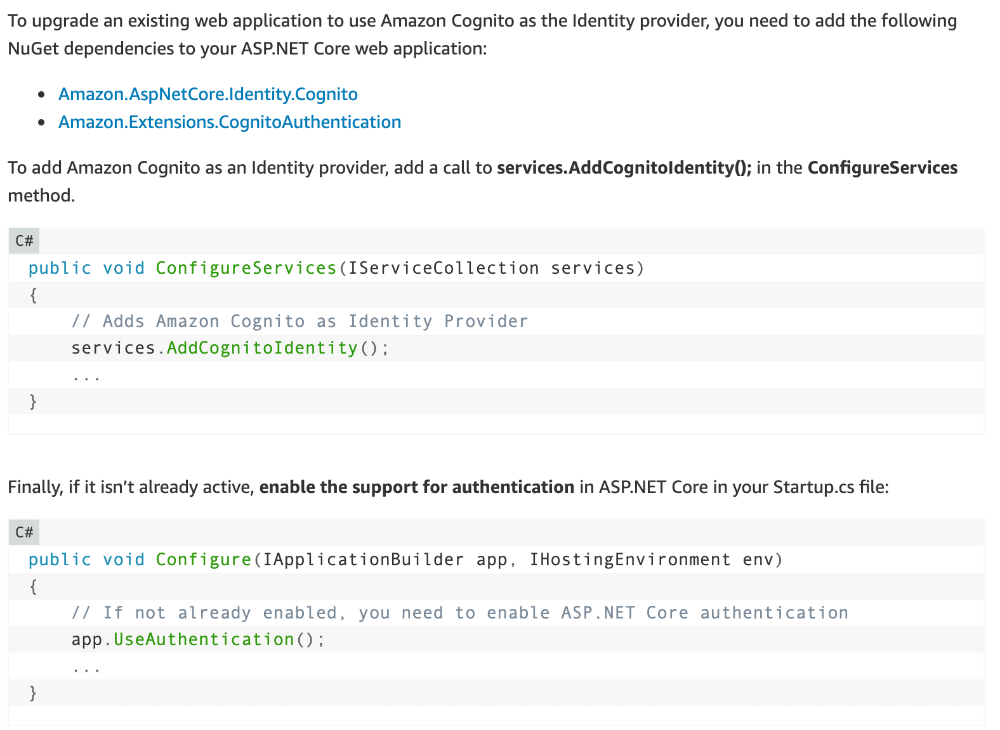 To upgrade an existing web application to use Amazon Cognito as the Identity provider, you need to add the following
NuGet dependencies to your ASP.NET Core web application:
• Amazon.AspNetCore.Identity.Cognito
• Amazon.Extensions.CognitoAuthentication
To add Amazon Cognito as an Identity provider, add a call to services.AddCognitoIdentity(); in the ConfigureServices
method.
C#
public void ConfigureServices(IServiceCollection services)
{
    // Adds Amazon Cognito as Identity Provider
    services.AddCognitoIdentity();
    ...
}
Finally, if it isn’t already active, enable the support for authentication in ASP.NET Core in your Startup.cs file:
C#
public void Configure(IApplicationBuilder app, IHostingEnvironment env)
{
    // If not already enabled, you need to enable ASP.NET Core authentication
    app.UseAuthentication();
    ...
}